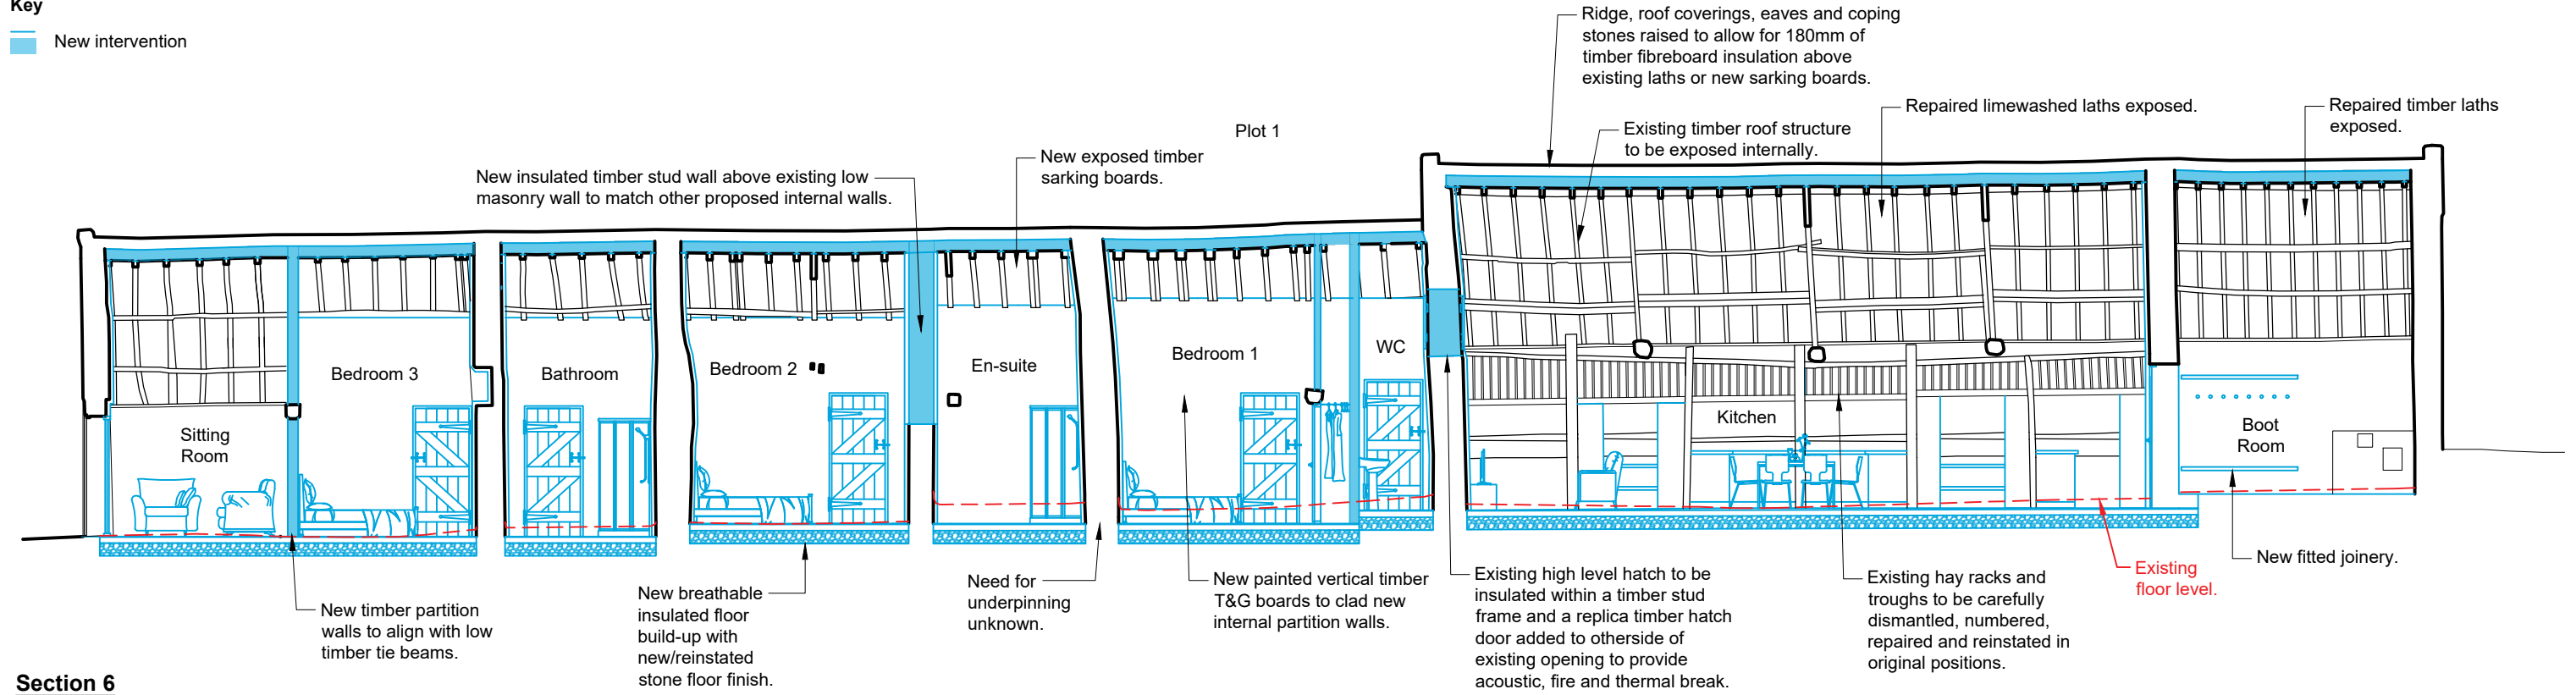 Key
New intervention
Ridge, roof coverings, eaves and coping
stones raised to allow for 180mm of
timber fibreboard insulation above
existing laths or new sarking boards.
Repaired limewashed laths exposed.
Repaired timber laths
exposed.
Plot 1
Existing timber roof structure
to be exposed internally.
New exposed timber
sarking boards.
New insulated timber stud wall above existing low
masonry wall to match other proposed internal walls.
Sitting
Room
Bedroom 3
Bathroom
Bedroom 2
En-suite
Bedroom 1
WC
Kitchen
Boot
Room
New timber partition
walls to align with low
timber tie beams.
New breathable
insulated floor
build-up with
new/reinstated
stone floor finish.
Need for
underpinning
unknown.
New painted vertical timber
T&G boards to clad new
internal partition walls.
Existing high level hatch to be
insulated within a timber stud
frame and a replica timber hatch
door added to otherside of
existing opening to provide
acoustic, fire and thermal break.
Existing hay racks and
troughs to be carefully
dismantled, numbered,
repaired and reinstated in
original positions.
Existing
floor level.
New fitted joinery.
Section 6